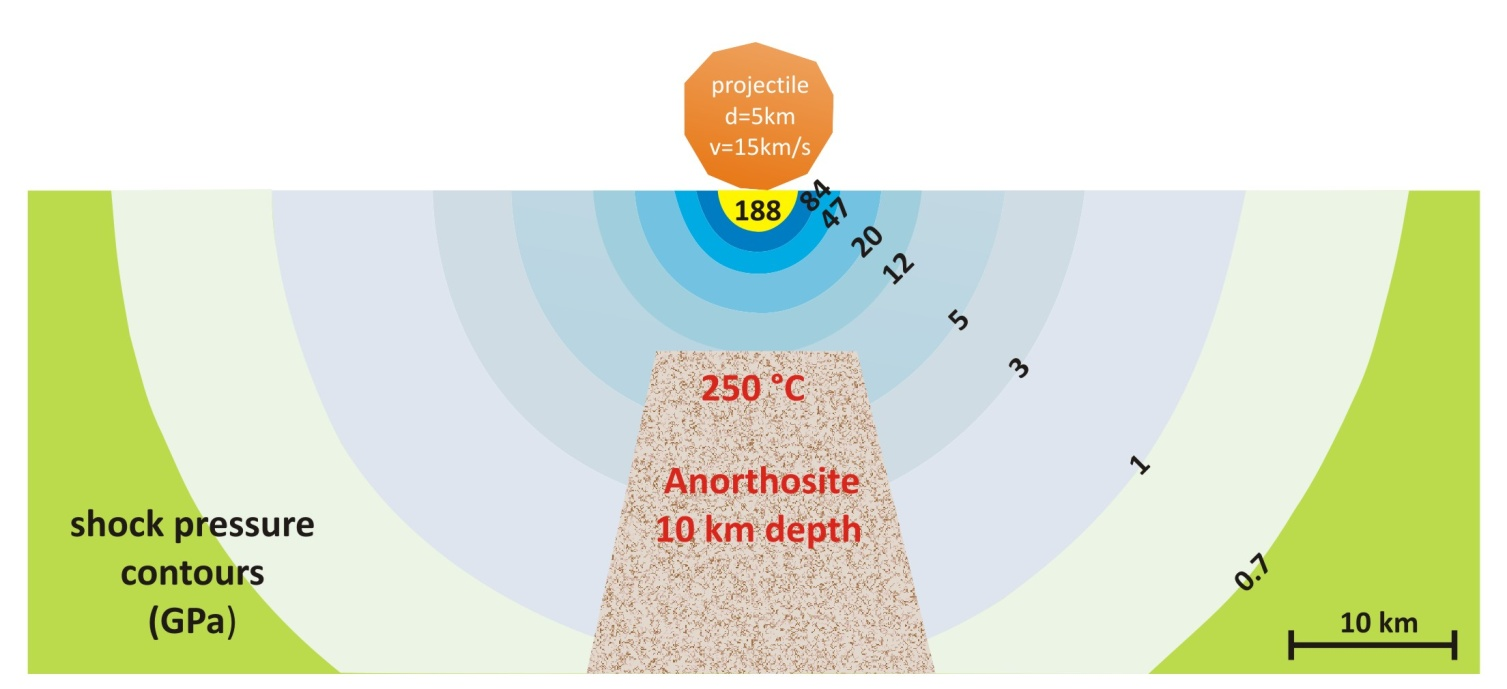 projectile
d=5km
v=15km/s
188
84
47
20
12
5
3
1
0.7
250 °C
Anorthosite
10 km depth
shock pressure
contours
(GPa)
10 km